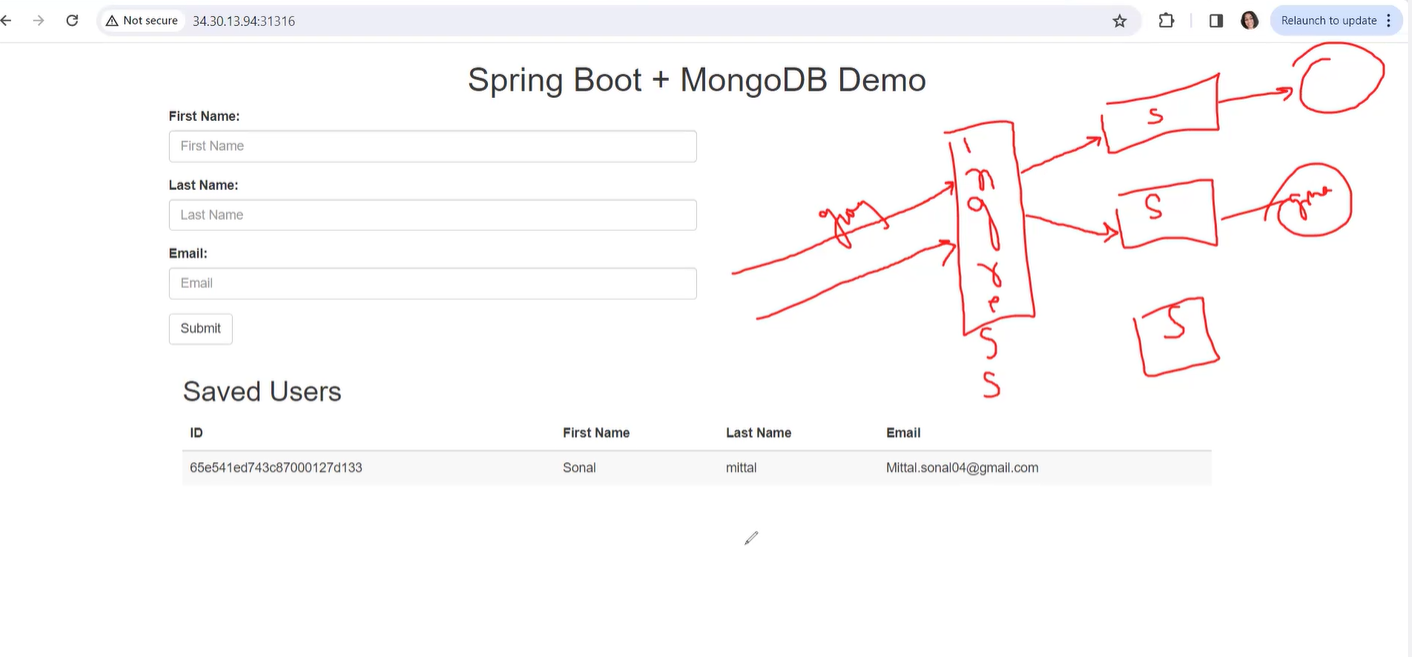 Not secure 34.30.13.94:31316 Relaunch to update
Spring Boot + MongoDB Demo
First Name:
First Name
Last Name:
Last Name
Email:
Email
Submit
Saved Users
ID First Name Last Name Email
65e541ed743c87000127d133 Sonal mittal Mittal.sonal04@gmail.com
Ingress
S
S
S